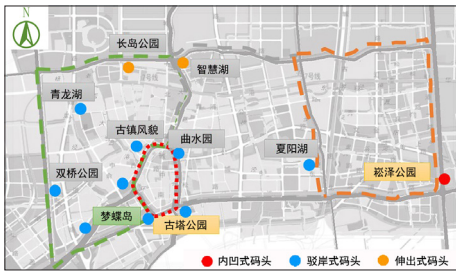 N
长岛公园
智慧湖
青龙湖
古镇风貌
曲水园
夏阳湖
双桥公园
崧泽公园
梦蝶岛
古塔公园
内凹式码头
驳岸式码头
伸出式码头